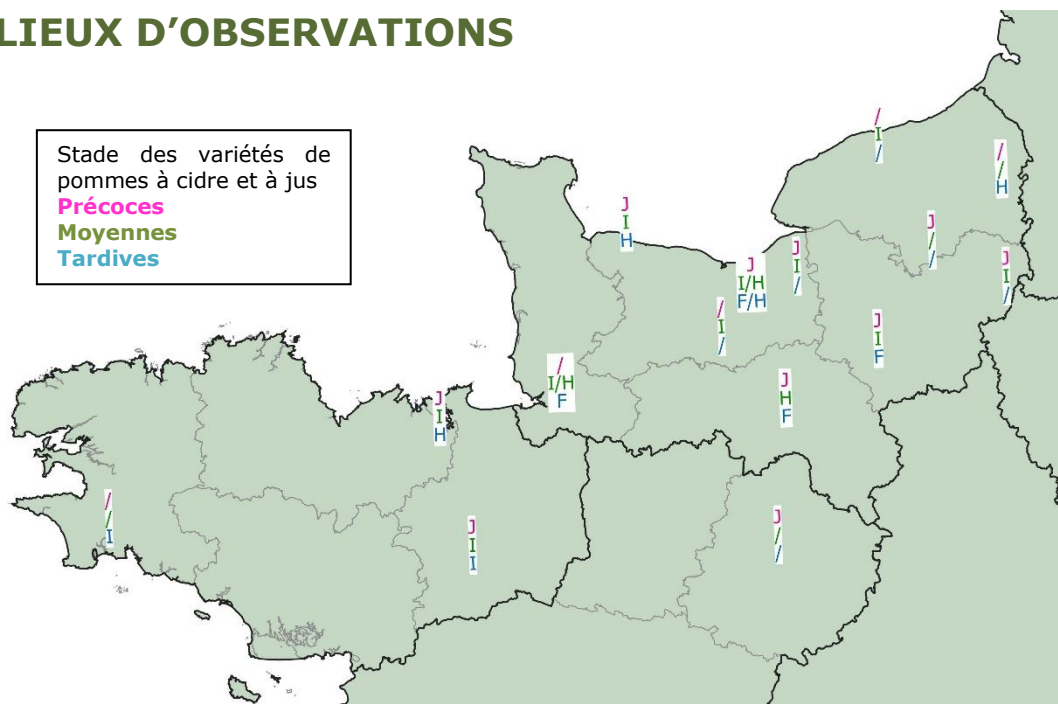 LIEUX D'OBSERVATIONS
Stade des variétés de
pommes à cidre et à jus
Précoces
Moyennes
Tardives
/
I
/
/
/
H
J
I
H
J
/
/
J
I
/
J
I
/
J
I/H
F/H
/
I
/
J
I
F
/
I/H
F
J
H
F
J
I
H
/
/
I
J
I
I
J
/
/